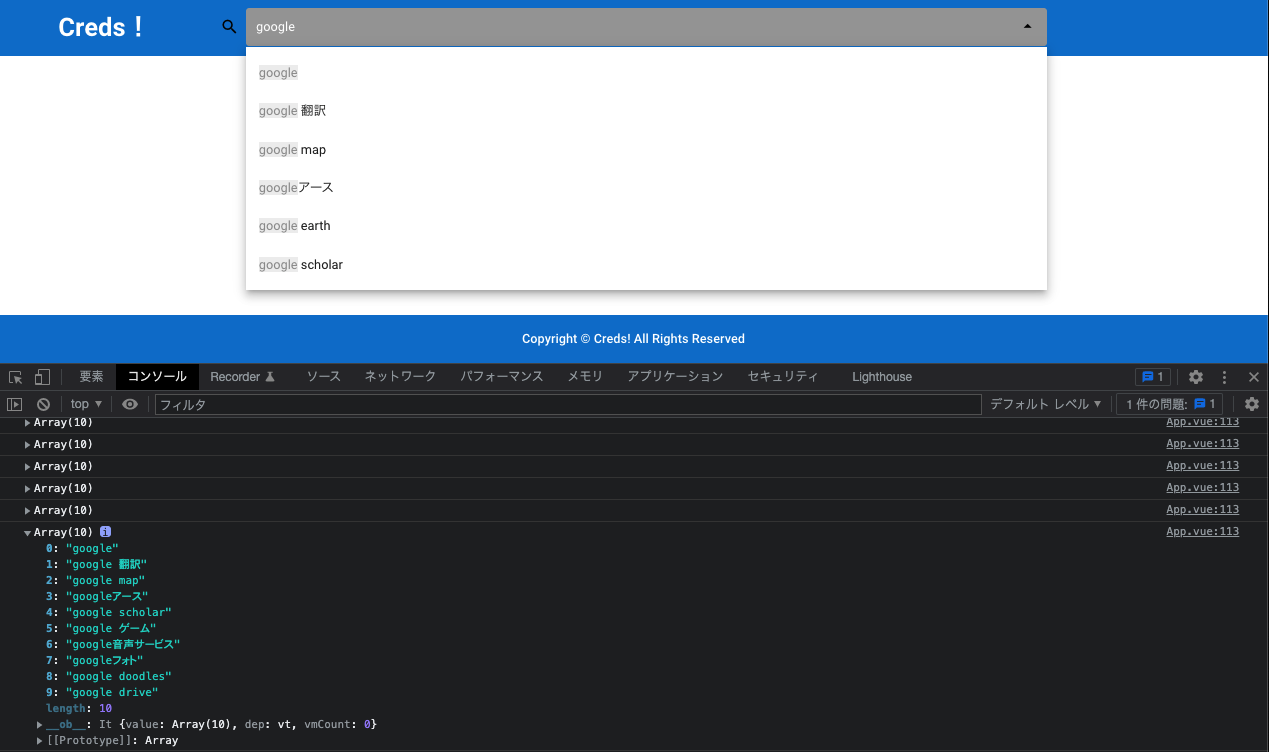 Creds！
google
google
google 翻訳
google map
googleアース
google earth
google scholar
Copyright © Creds! All Rights Reserved
要素 コンソール Recorder ソース ネットワーク パフォーマンス メモリ アプリケーション セキュリティ Lighthouse 1
top ▼ フィルタ デフォルト レベル ▼ 1 件の問題: 1
▶Array(10) App.vue:113
▶Array(10) App.vue:113
▶Array(10) App.vue:113
▶Array(10) App.vue:113
▶Array(10) App.vue:113
▼Array(10) i App.vue:113
0: "google"
1: "google 翻訳"
2: "google map"
3: "googleアース"
4: "google scholar"
5: "google ゲーム"
6: "google音声サービス"
7: "googleフォト"
8: "google doodles"
9: "google drive"
length: 10
▶__ob__: It {value: Array(10), dep: vt, vmCount: 0}
▶[[Prototype]]: Array